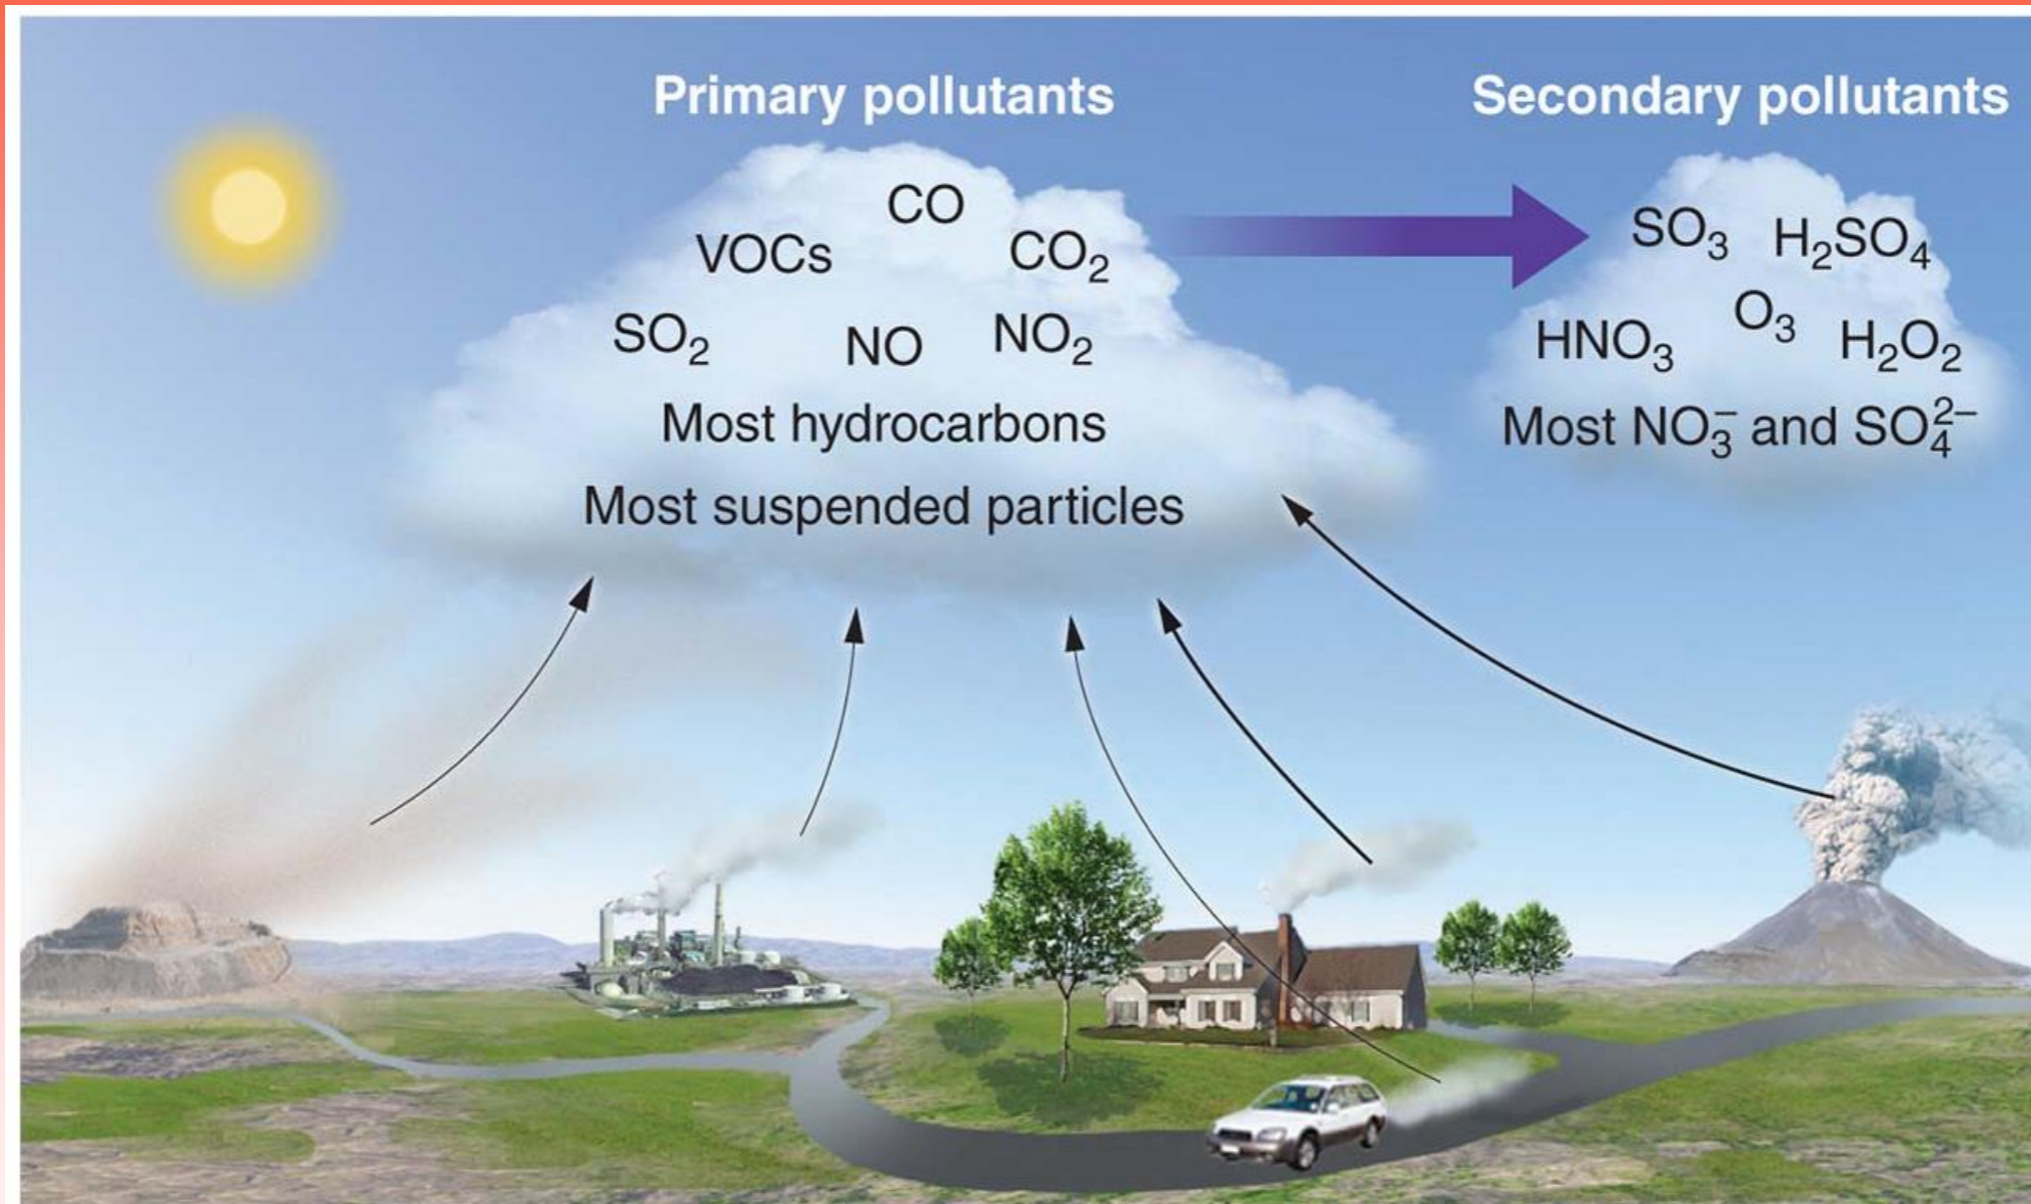 Primary pollutants
CO
VOCs
CO₂
SO₂
NO
NO₂
Most hydrocarbons
Most suspended particles
Secondary pollutants
SO₃ H₂SO₄
O₃
HNO₃ H₂O₂
Most NO₃⁻ and SO₄²⁻